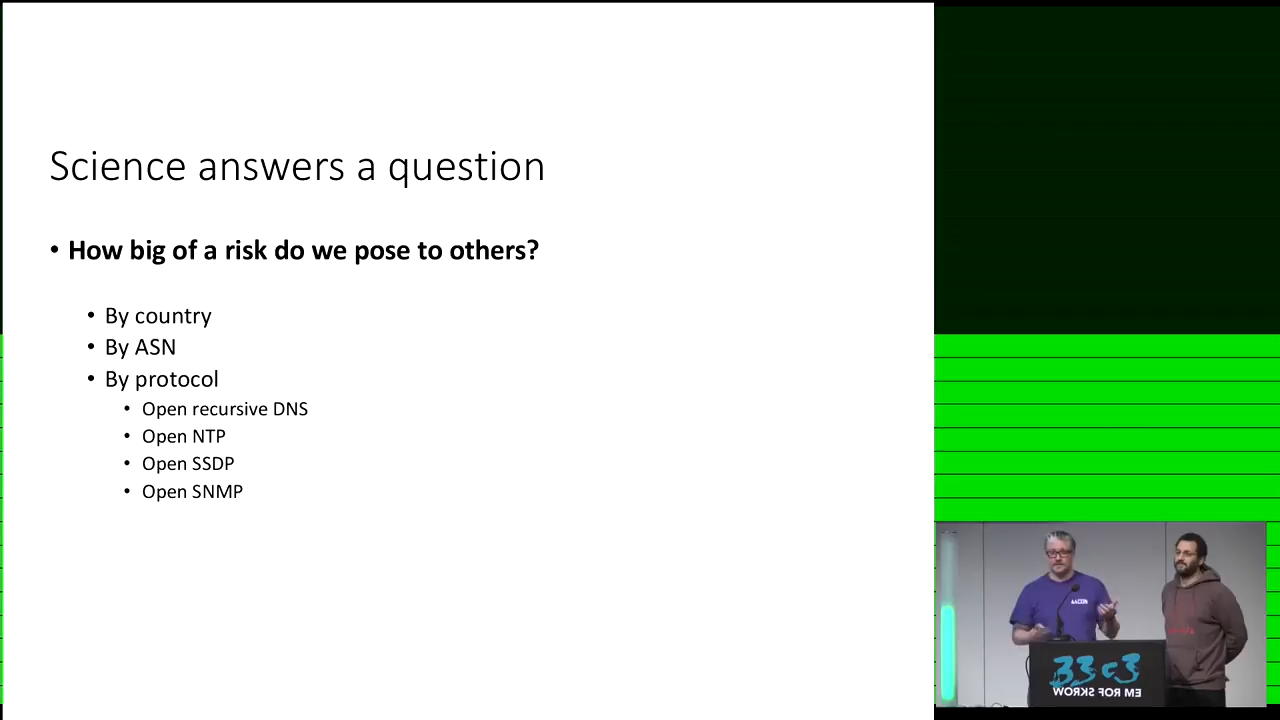 Science answers a question
• How big of a risk do we pose to others?
• By country
• By ASN
• By protocol
• Open recursive DNS
• Open NTP
• Open SSDP
• Open SNMP
33c3
WORKS FOR ME